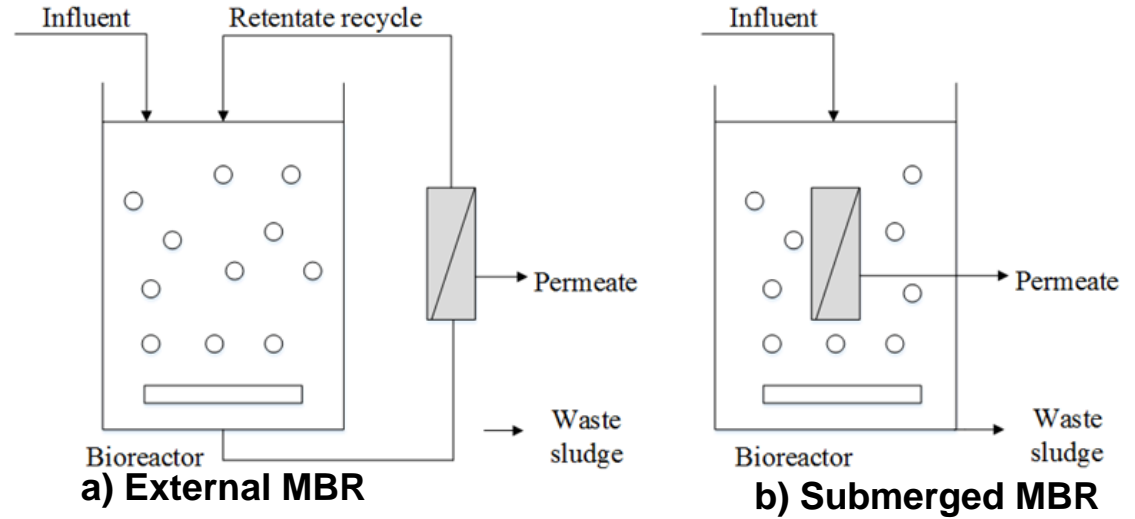 Influent
Retentate recycle
Permeate
Waste
sludge
Bioreactor
a) External MBR
Influent
Permeate
Waste
sludge
Bioreactor
b) Submerged MBR